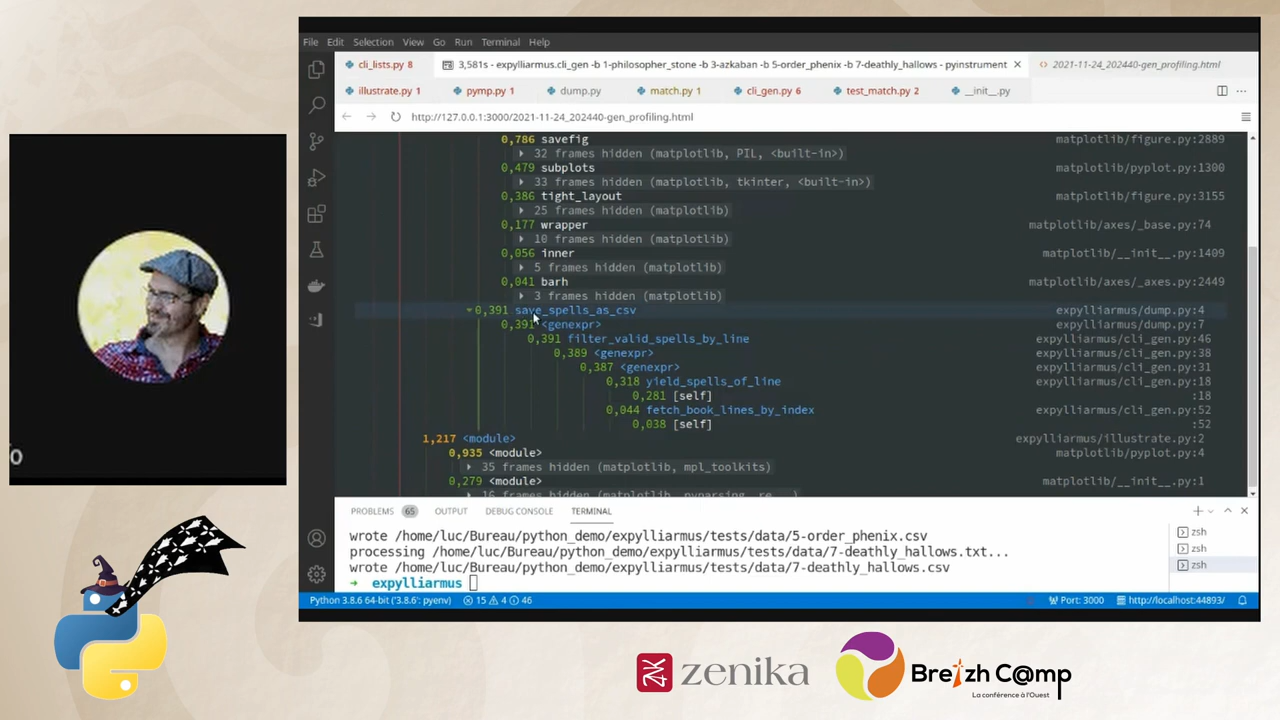 File Edit Selection View Go Run Terminal Help
cli_lists.py 8 3,581s - expylliarmus.cli_gen -b 1-philosopher_stone -b 3-azkaban -b 5-order_phenix -b 7-deathly_hallows - pyinstrument 2021-11-24_202440-gen_profiling.html
illustrate.py 1 pymp.py 1 dump.py match.py 1 cli_gen.py 6 test_match.py 2 __init__.py
http://127.0.0.1:3000/2021-11-24_202440-gen_profiling.html
0,786 savefig matplotlib/figure.py:2889
32 frames hidden (matplotlib, PIL, <built-in>)
0,479 subplots matplotlib/pyplot.py:1300
33 frames hidden (matplotlib, tkinter, <built-in>)
0,386 tight_layout matplotlib/figure.py:3155
25 frames hidden (matplotlib)
0,177 wrapper matplotlib/axes/_base.py:74
10 frames hidden (matplotlib)
0,056 inner matplotlib/__init__.py:1409
5 frames hidden (matplotlib)
0,041 barh matplotlib/axes/_axes.py:2449
3 frames hidden (matplotlib)
0,391 save_spells_as_csv expylliarmus/dump.py:4
0,391 <genexpr> expylliarmus/dump.py:7
0,391 filter_valid_spells_by_line expylliarmus/cli_gen.py:46
0,389 <genexpr> expylliarmus/cli_gen.py:38
0,387 <genexpr> expylliarmus/cli_gen.py:31
0,318 yield_spells_of_line expylliarmus/cli_gen.py:18
0,281 [self] :18
0,044 fetch_book_lines_by_index expylliarmus/cli_gen.py:52
0,038 [self] :52
1,217 <module> expylliarmus/illustrate.py:2
0,935 <module> matplotlib/pyplot.py:4
35 frames hidden (matplotlib, mpl_toolkits)
0,279 <module> matplotlib/__init__.py:1
16 frames hidden (matplotlib, pyparsing, re...)
PROBLEMS 65 OUTPUT DEBUG CONSOLE TERMINAL
wrote /home/luc/Bureau/python_demo/expylliarmus/tests/data/5-order_phenix.csv
processing /home/luc/Bureau/python_demo/expylliarmus/tests/data/7-deathly_hallows.txt...
wrote /home/luc/Bureau/python_demo/expylliarmus/tests/data/7-deathly_hallows.csv
expylliarmus
zsh
zsh
zsh
Python 3.8.6 64-bit ('3.8.6': pyenv) 15 4 46 Port: 3000 http://localhost:44893/
o
zenika
Breizh C@mp
La conférence à l'Ouest